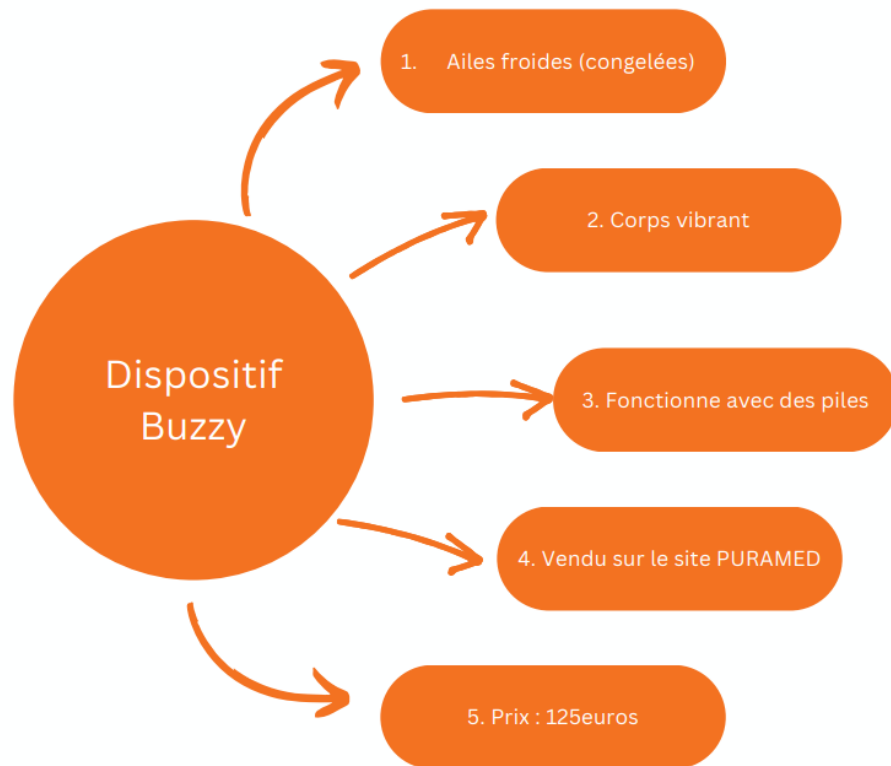 1. Ailes froides (congelées)
2. Corps vibrant
Dispositif
Buzzy
3. Fonctionne avec des piles
4. Vendu sur le site PURAMED
5. Prix : 125euros